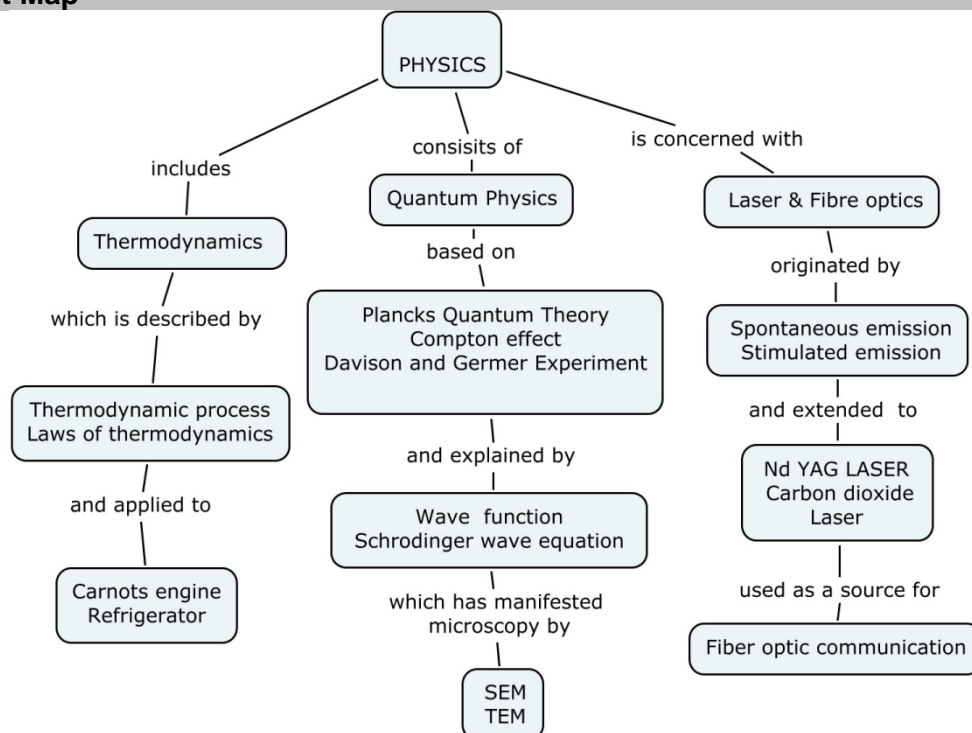 t Map
PHYSICS
includes
consisits of
is concerned with
Thermodynamics
Quantum Physics
Laser & Fibre optics
which is described by
based on
originated by
Thermodynamic process
Laws of thermodynamics
Plancks Quantum Theory
Compton effect
Davison and Germer Experiment
Spontaneous emission
Stimulated emission
and applied to
and explained by
and extended to
Carnots engine
Refrigerator
Wave function
Schrodinger wave equation
Nd YAG LASER
Carbon dioxide
Laser
which has manifested
microscopy by
used as a source for
SEM
TEM
Fiber optic communication